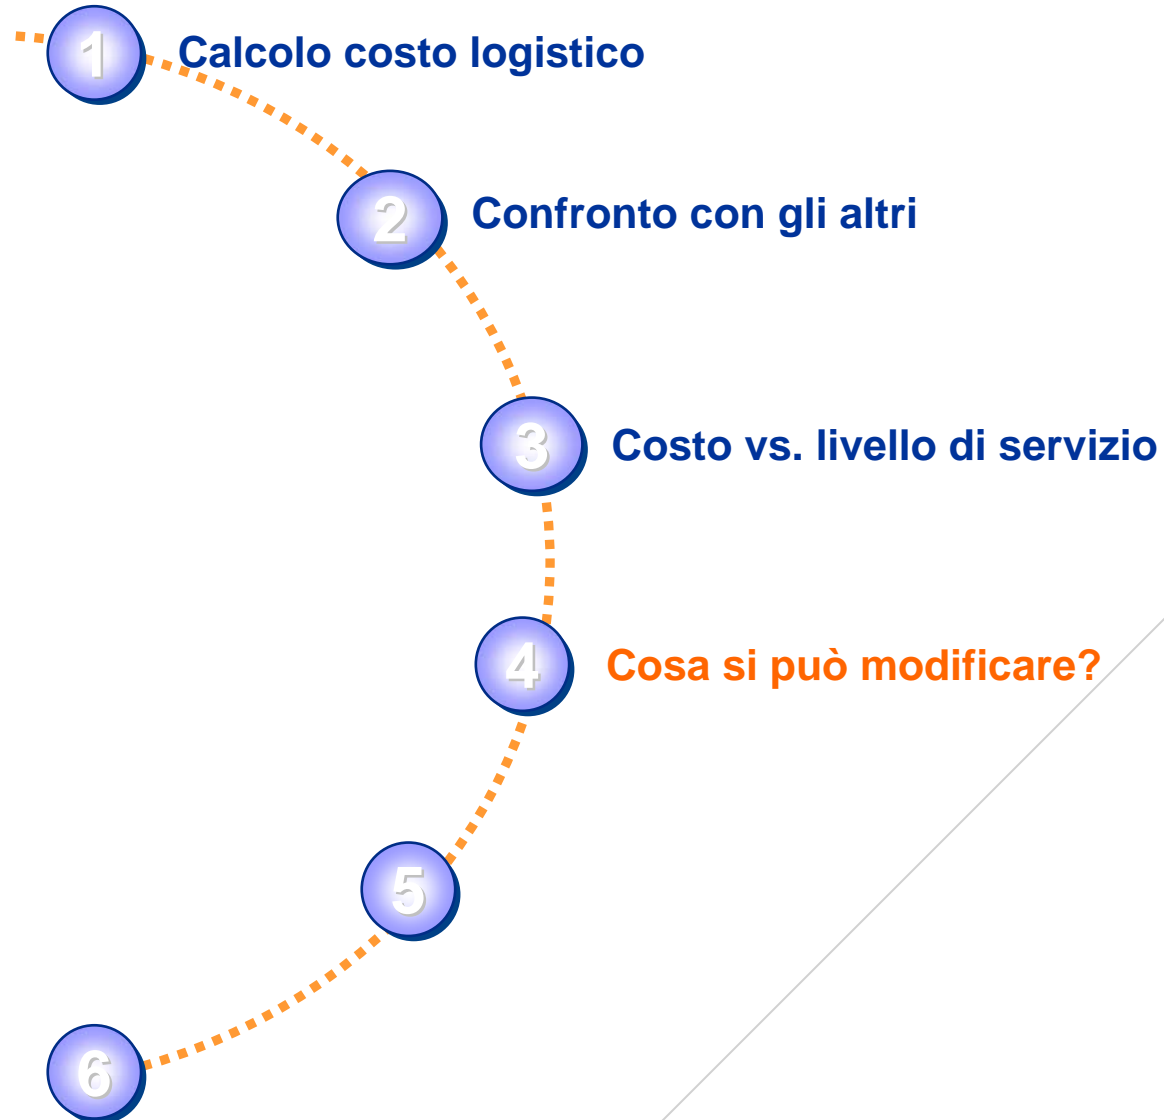 1 Calcolo costo logistico
2 Confronto con gli altri
3 Costo vs. livello di servizio
4 Cosa si può modificare?
5
6